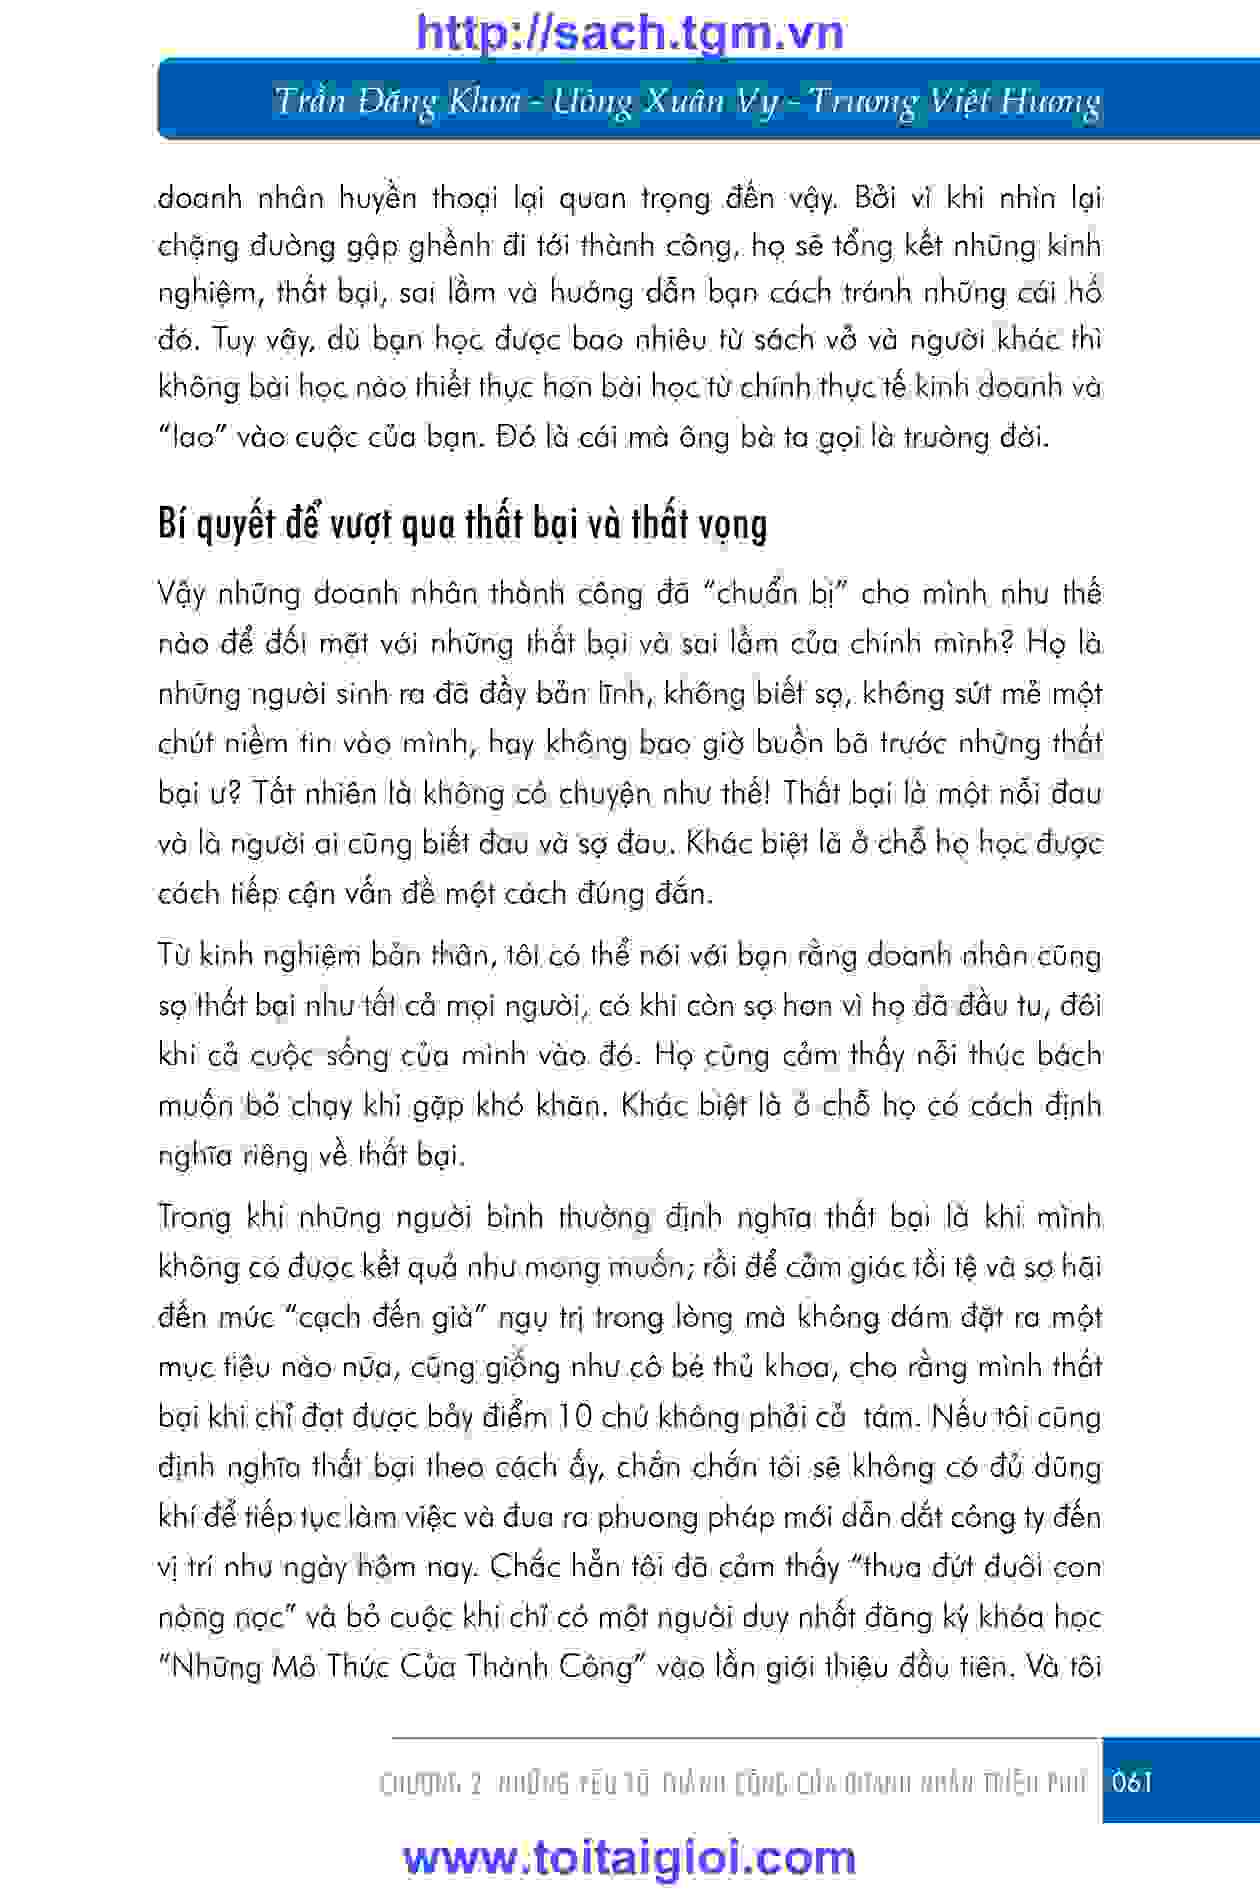 http://sach.tgm.vn
Trần Đăng Khoa - Uông Xuân Vy - Trương Việt Hương
doanh nhân huyền thoại lại quan trọng đến vậy. Bởi vì khi nhìn lại
chặng đường gập ghềnh đi tới thành công, họ sẽ tổng kết những kinh
nghiệm, thất bại, sai lầm và hướng dẫn bạn cách tránh những cái hố
đó. Tuy vậy, dù bạn học được bao nhiêu từ sách vở và người khác thì
không bài học nào thiết thực hơn bài học từ chính thực tế kinh doanh và
“lao” vào cuộc của bạn. Đó là cái mà ông bà ta gọi là trường đời.
Bí quyết để vượt qua thất bại và thất vọng
Vậy những doanh nhân thành công đã “chuẩn bị” cho mình như thế
nào để đối mặt với những thất bại và sai lầm của chính mình? Họ là
những người sinh ra đã đầy bản lĩnh, không biết sợ, không sứt mẻ một
chút niềm tin vào mình, hay không bao giờ buồn bã trước những thất
bại ư? Tất nhiên là không có chuyện như thế! Thất bại là một nỗi đau
và là người ai cũng biết đau và sợ đau. Khác biệt là ở chỗ họ học được
cách tiếp cận vấn đề một cách đúng đắn.
Từ kinh nghiệm bản thân, tôi có thể nói với bạn rằng doanh nhân cũng
sợ thất bại như tất cả mọi người, có khi còn sợ hơn vì họ đã đầu tư, đôi
khi cả cuộc sống của mình vào đó. Họ cũng cảm thấy nỗi thúc bách
muốn bỏ chạy khi gặp khó khăn. Khác biệt là ở chỗ họ có cách định
nghĩa riêng về thất bại.
Trong khi những người bình thường định nghĩa thất bại là khi mình
không có được kết quả như mong muốn; rồi để cảm giác tồi tệ và sợ hãi
đến mức “cạch đến già” ngự trị trong lòng mà không dám đặt ra một
mục tiêu nào nữa, cũng giống như cô bé thủ khoa, cho rằng mình thất
bại khi chỉ đạt được bảy điểm 10 chứ không phải cả  tám. Nếu tôi cũng
định nghĩa thất bại theo cách ấy, chắn chắn tôi sẽ không có đủ dũng
khí để tiếp tục làm việc và đưa ra phương pháp mới dẫn dắt công ty đến
vị trí như ngày hôm nay. Chắc hẳn tôi đã cảm thấy “thua đứt đuôi con
nòng nọc” và bỏ cuộc khi chỉ có một người duy nhất đăng ký khóa học
“Những Mô Thức Của Thành Công” vào lần giới thiệu đầu tiên. Và tôi
CHƯƠNG 2: NHỮNG YẾU TỐ THÀNH CÔNG CỦA DOANH NHÂN TRIỆU PHÚ 061
www.toitaigioi.com